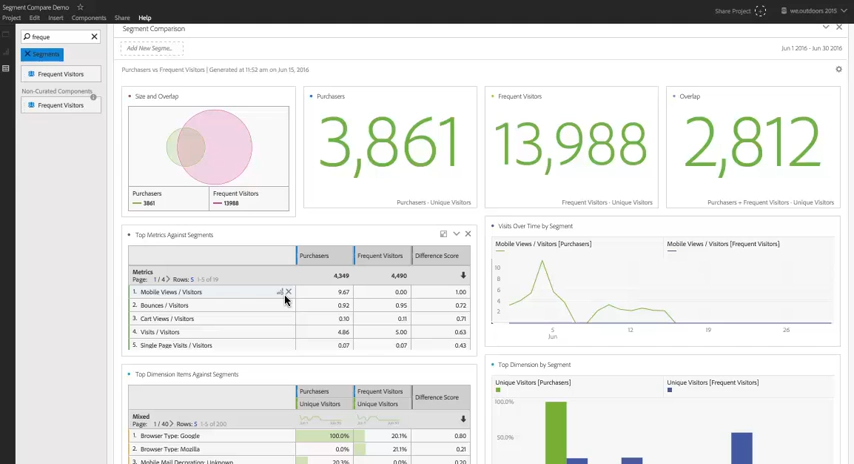 Segment Compare Demo
Project Edit Insert Components Share Help
Share Project
we.outdoors 2015
freque
Segments
Frequent Visitors
Non-Curated Components
Frequent Visitors
Segment Comparison
Add New Segme...
Jun 1 2016 - Jun 30 2016
Purchasers vs Frequent Visitors | Generated at 11:52 am on Jun 15, 2016
Size and Overlap
Purchasers
3861
Frequent Visitors
13988
Purchasers
3,861
Purchasers - Unique Visitors
Frequent Visitors
13,988
Frequent Visitors - Unique Visitors
Overlap
2,812
Purchasers + Frequent Visitors - Unique Visitors
Top Metrics Against Segments
Purchasers Frequent Visitors Difference Score
Metrics
Page: 1 / 4 > Rows: 5 1-5 of 19
4,349 4,490
1. Mobile Views / Visitors 9.67 0.00 1.00
2. Bounces / Visitors 0.92 0.95 0.72
3. Cart Views / Visitors 0.10 0.11 0.71
4. Visits / Visitors 4.86 5.00 0.63
5. Single Page Visits / Visitors 0.07 0.07 0.43
Visits Over Time by Segment
Mobile Views / Visitors [Purchasers]
Mobile Views / Visitors [Frequent Visitors]
10
8
6
4
2
5 12 19 26
Jun
Top Dimension Items Against Segments
Purchasers Frequent Visitors Difference Score
Unique Visitors Unique Visitors
Mixed
Page: 1 / 40 > Rows: 5 1-5 of 200
1. Browser Type: Google 100.0% 20.1% 0.80
2. Browser Type: Mozilla 0.0% 21.1% 0.21
3. Mobile Mail Decoration: Unknown 20.3% 0.0% 0.20
Top Dimension by Segment
Unique Visitors [Purchasers]
Unique Visitors [Frequent Visitors]
100.0%
50.0%